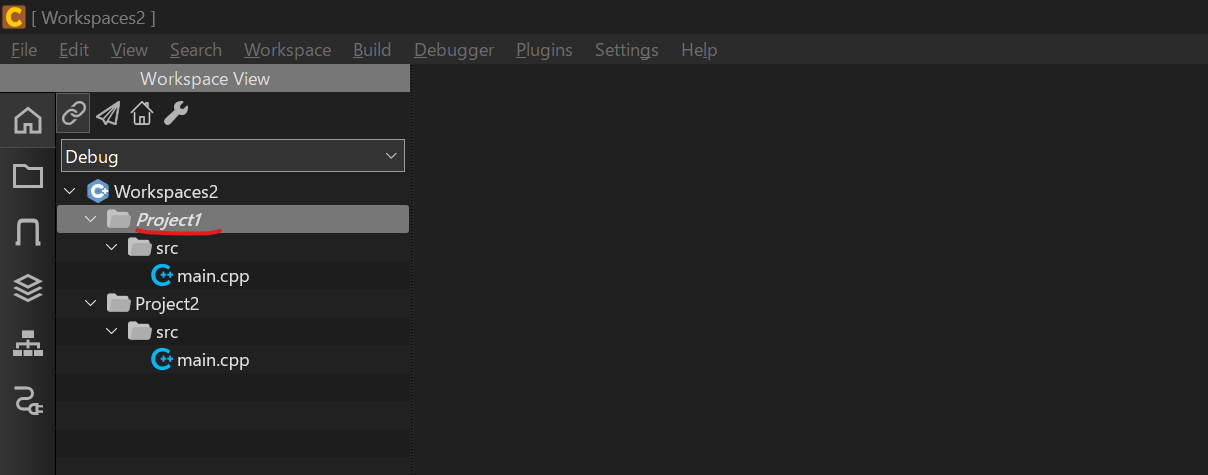 [ Workspaces2 ]
File Edit View Search Workspace Build Debugger Plugins Settings Help
Workspace View
Debug
Workspaces2
Project1
src
main.cpp
Project2
src
main.cpp